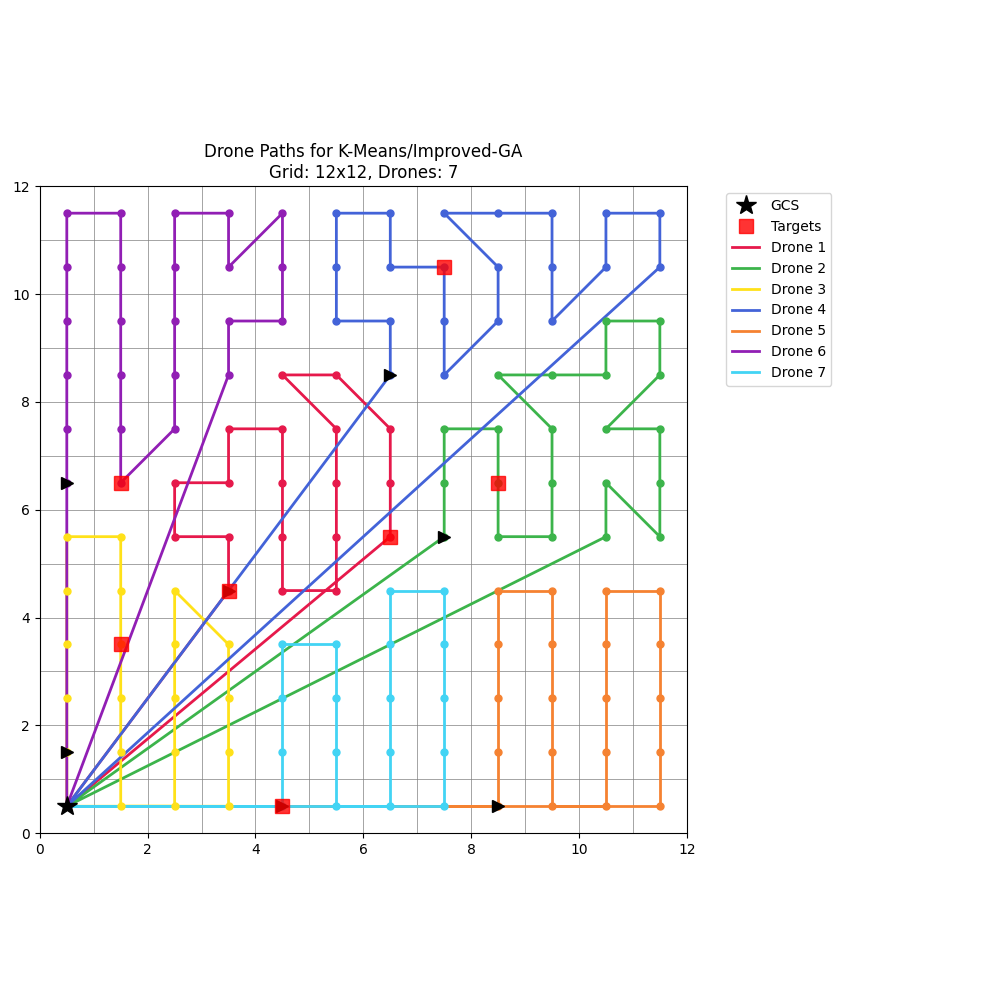 Drone Paths for K-Means/Improved-GA
Grid: 12x12, Drones: 7
GCS
Targets
Drone 1
Drone 2
Drone 3
Drone 4
Drone 5
Drone 6
Drone 7
12
10
8
6
4
2
0
0 2 4 6 8 10 12